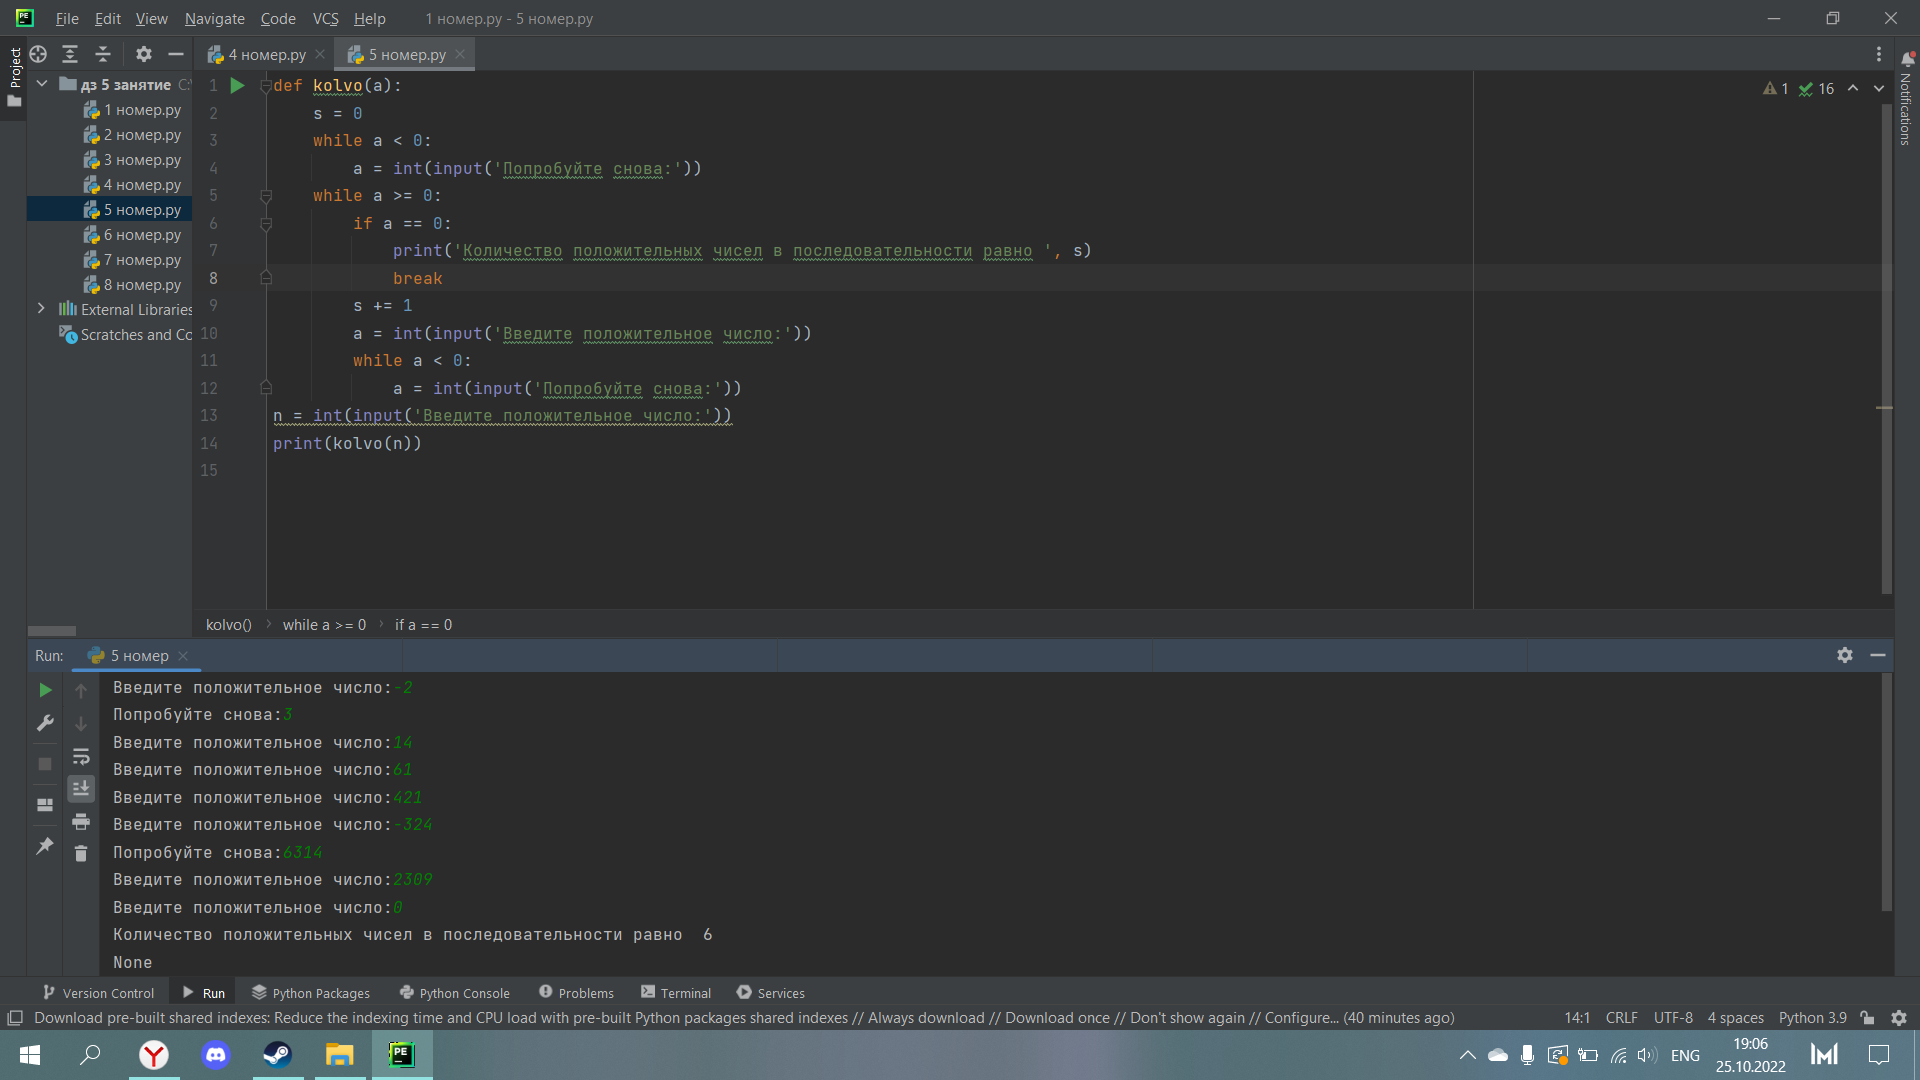 File Edit View Navigate Code VCS Help 1 номер.py - 5 номер.py
Project
4 номер.py 5 номер.py
дз 5 занятие C:\
1 номер.py
2 номер.py
3 номер.py
4 номер.py
5 номер.py
6 номер.py
7 номер.py
8 номер.py
External Libraries
Scratches and Co
1 def kolvo(a):
2 s = 0
3 while a < 0:
4 a = int(input('Попробуйте снова:'))
5 while a >= 0:
6 if a == 0:
7 print('Количество положительных чисел в последовательности равно ', s)
8 break
9 s += 1
10 a = int(input('Введите положительное число:'))
11 while a < 0:
12 a = int(input('Попробуйте снова:'))
13 n = int(input('Введите положительное число:'))
14 print(kolvo(n))
15
1 16
Notifications
kolvo() while a >= 0 if a == 0
Run: 5 номер
Введите положительное число:-2
Попробуйте снова:3
Введите положительное число:14
Введите положительное число:61
Введите положительное число:421
Введите положительное число:-324
Попробуйте снова:6314
Введите положительное число:2309
Введите положительное число:0
Количество положительных чисел в последовательности равно  6
None
Version Control Run Python Packages Python Console Problems Terminal Services
Download pre-built shared indexes: Reduce the indexing time and CPU load with pre-built Python packages shared indexes // Always download // Download once // Don't show again // Configure... (40 minutes ago) 14:1 CRLF UTF-8 4 spaces Python 3.9
PE ENG 19:06
25.10.2022